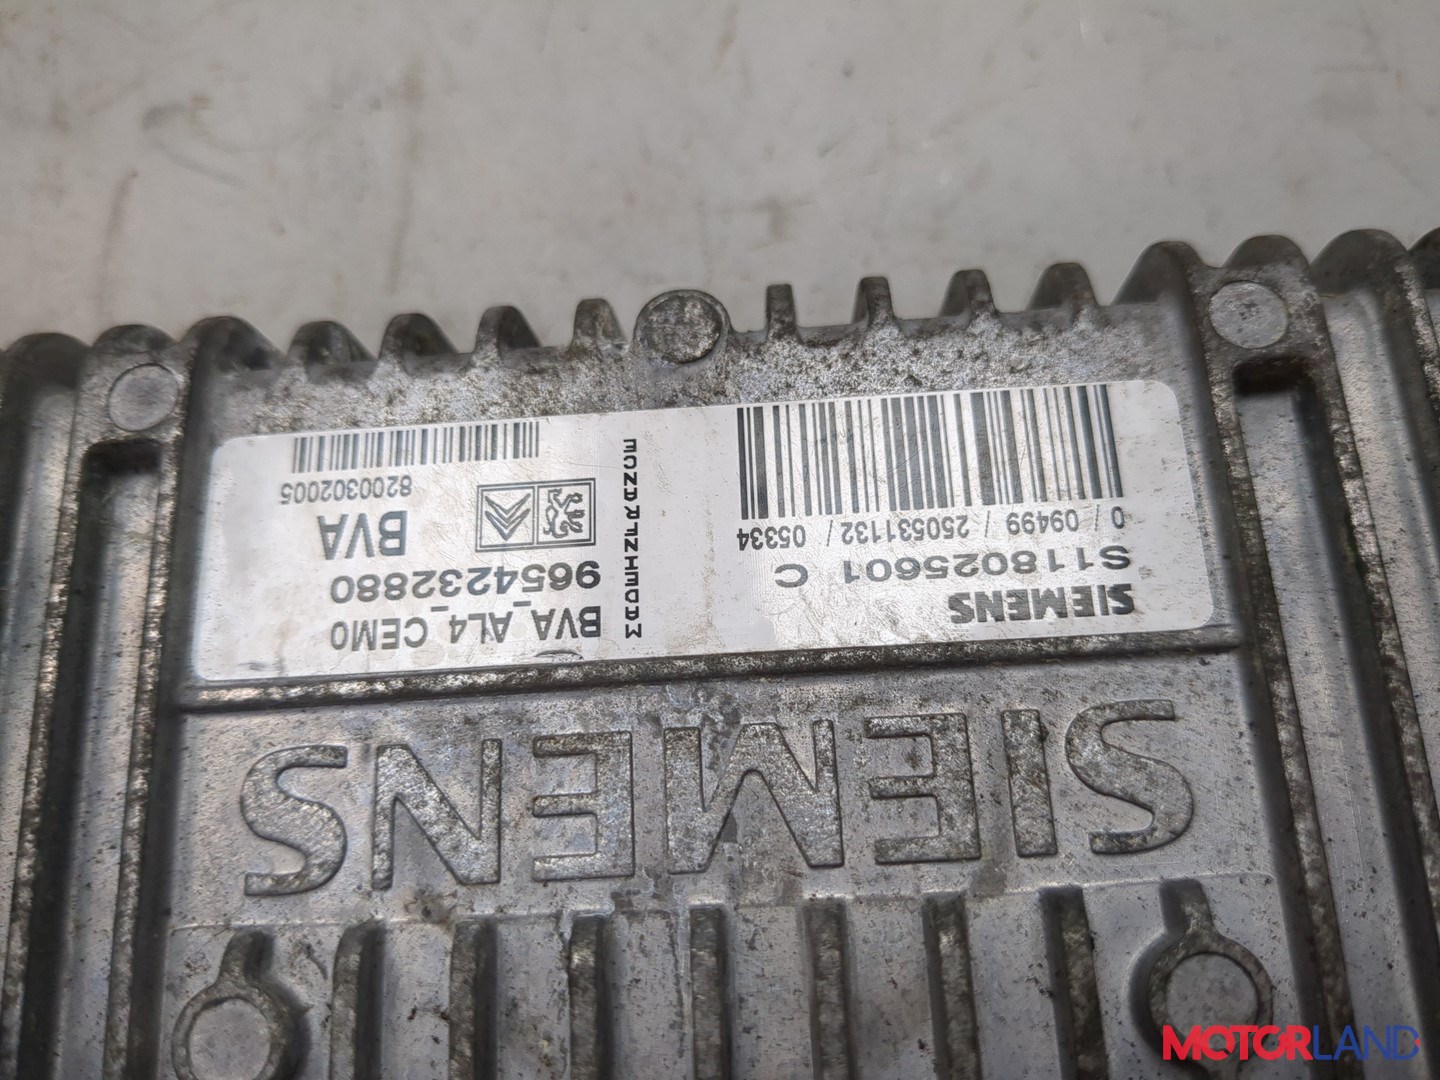 SIEMENS
SIEMENS
S118025601 C
0 / 09499 / 250531132 / 05334
BVA_AL4_CEM0
9654232880
BVA
8200302005
MOTORLAND